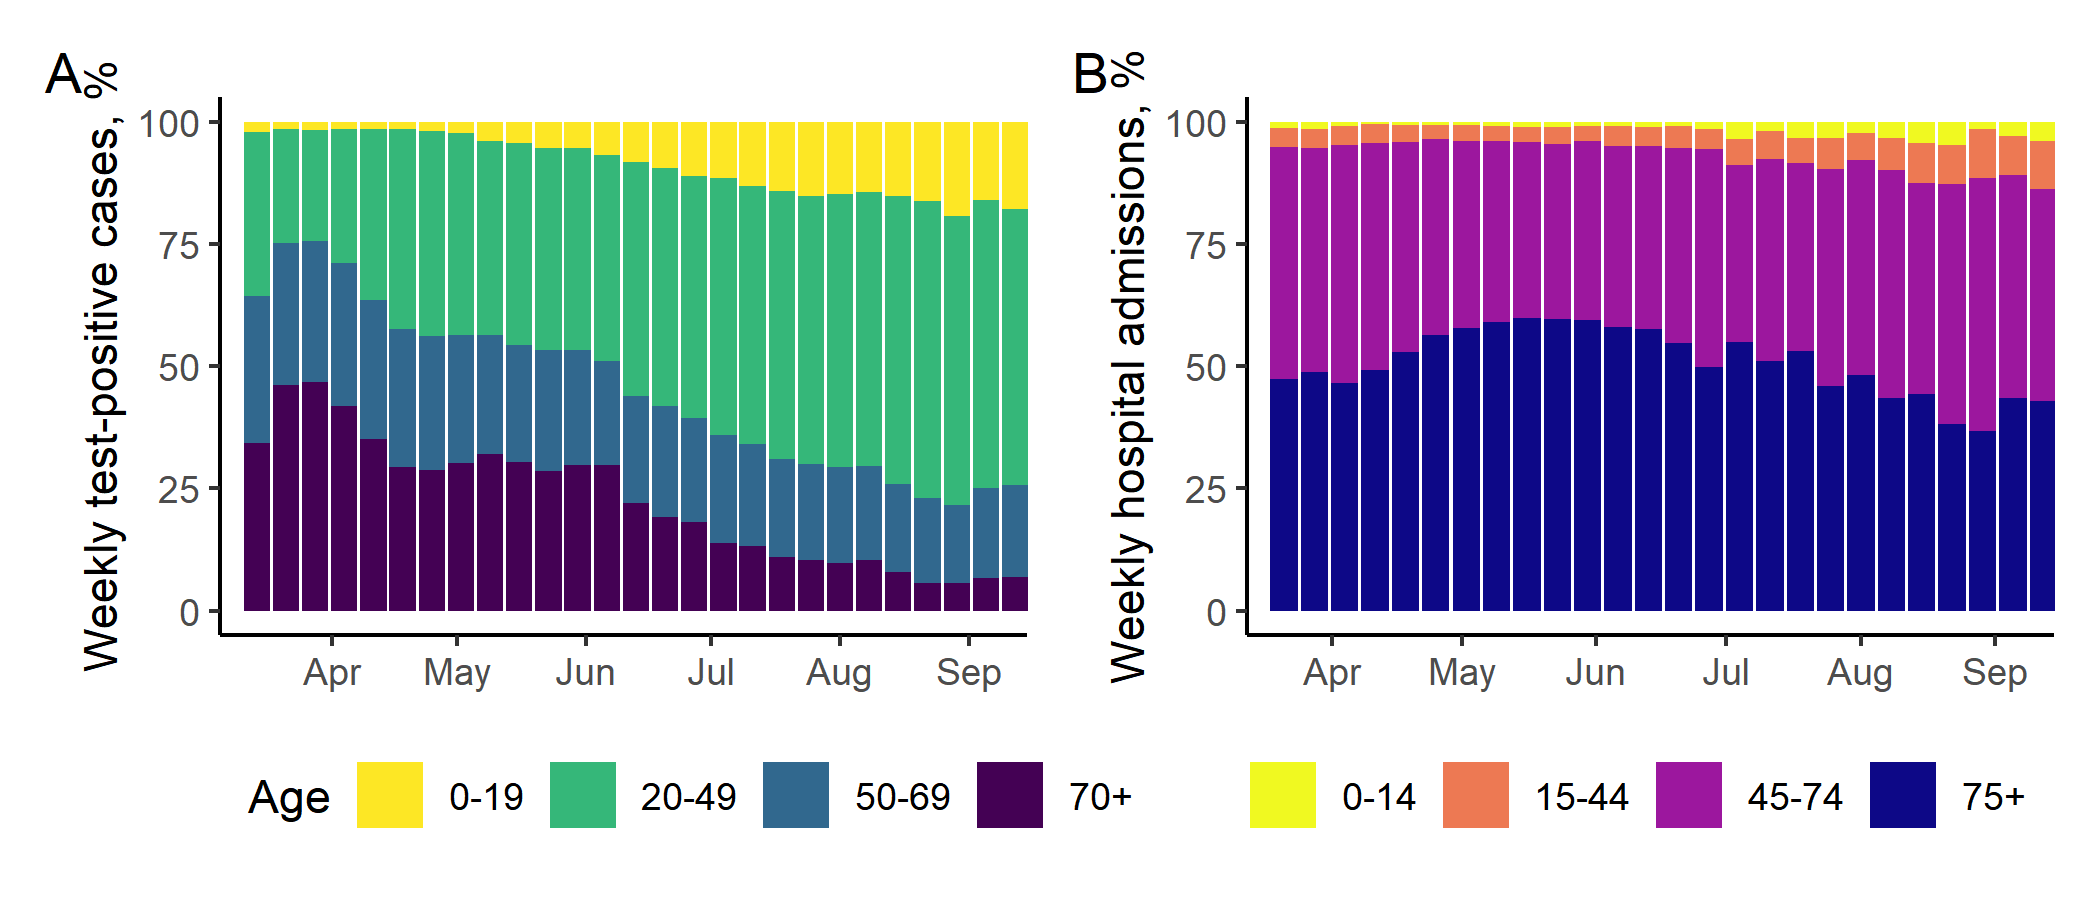 A
Weekly test-positive cases, %
100
75
50
25
0
Apr May Jun Jul Aug Sep
B
Weekly hospital admissions, %
100
75
50
25
0
Apr May Jun Jul Aug Sep
Age 0-19 20-49 50-69 70+
0-14 15-44 45-74 75+